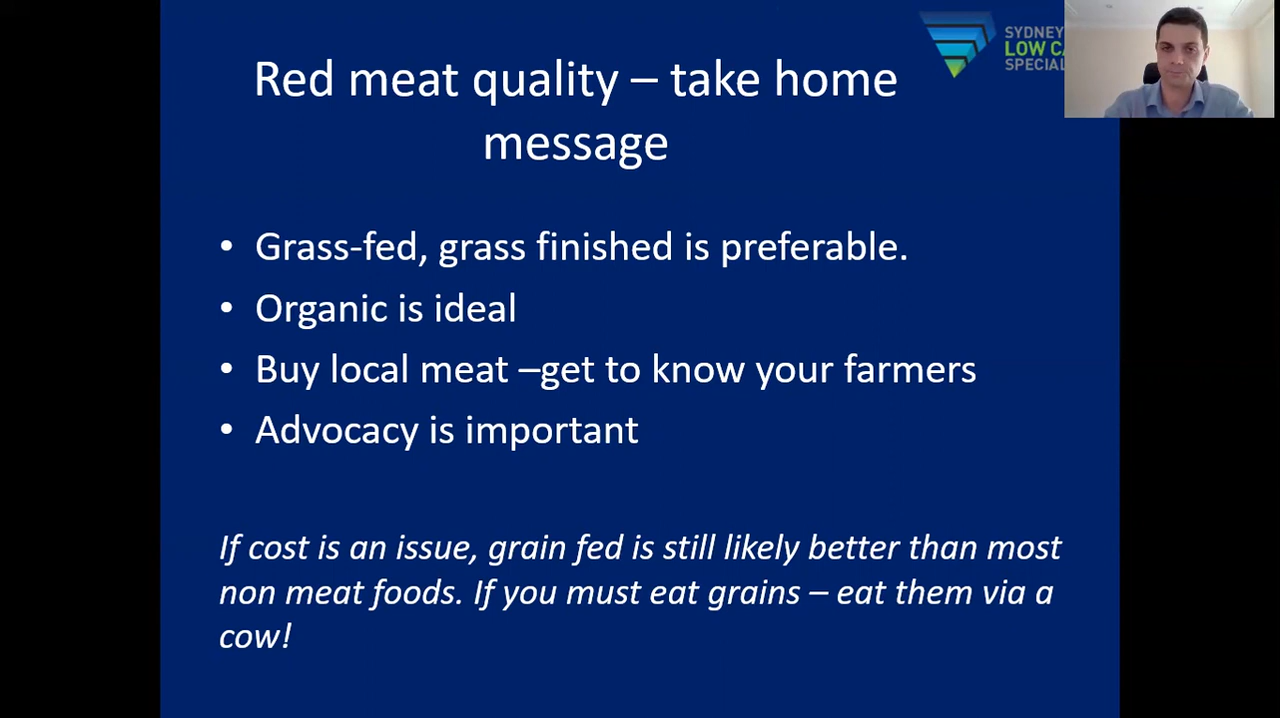 Red meat quality – take home
message
SYDNEY
LOW
SPECIAL
• Grass-fed, grass finished is preferable.
• Organic is ideal
• Buy local meat –get to know your farmers
• Advocacy is important
If cost is an issue, grain fed is still likely better than most
non meat foods. If you must eat grains – eat them via a
cow!